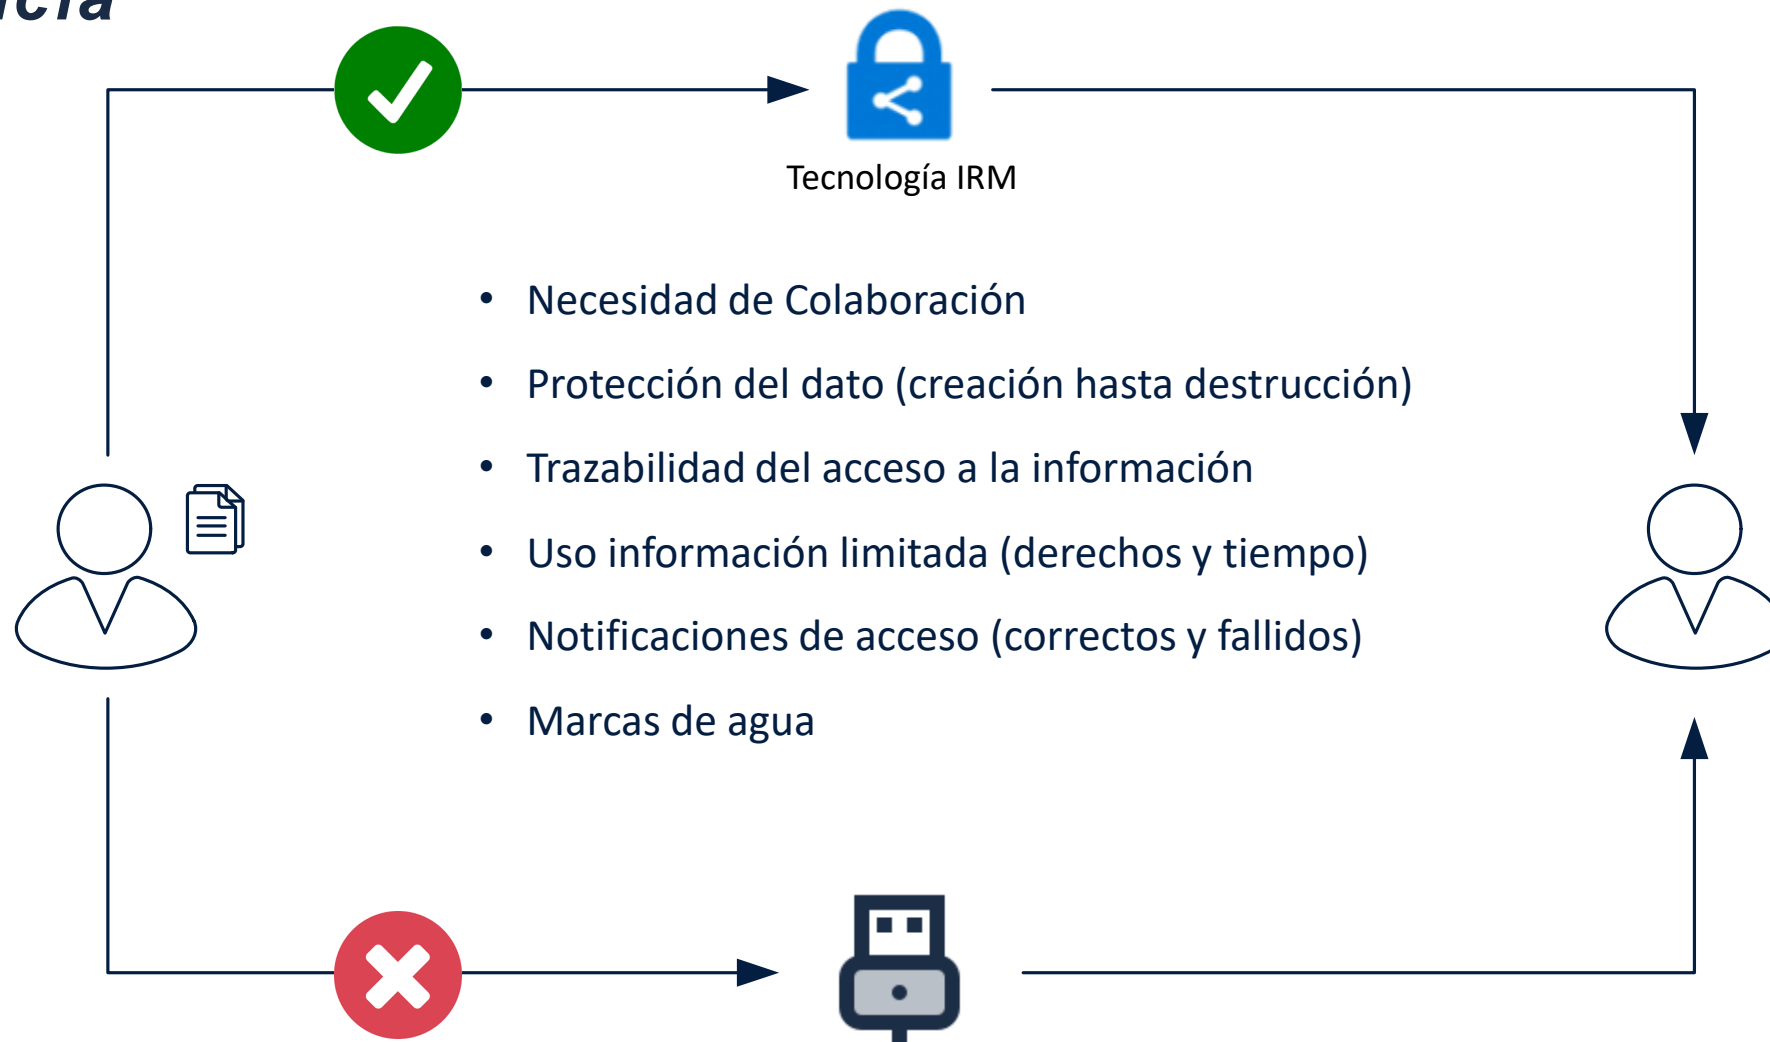 Tecnología IRM
• Necesidad de Colaboración
• Protección del dato (creación hasta destrucción)
• Trazabilidad del acceso a la información
• Uso información limitada (derechos y tiempo)
• Notificaciones de acceso (correctos y fallidos)
• Marcas de agua